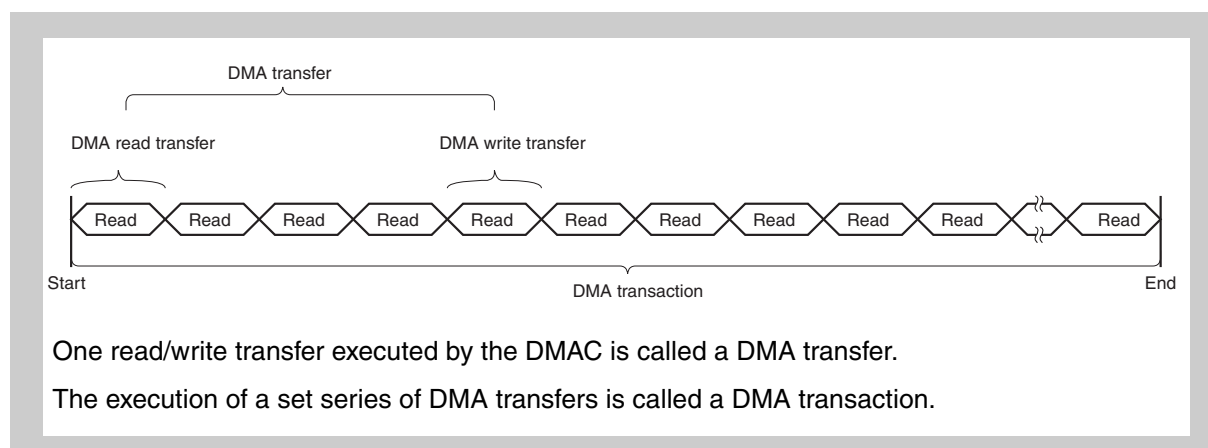 DMA transfer
DMA read transfer DMA write transfer
Read Read Read Read Read Read Read Read Read Read Read
Start End
DMA transaction
One read/write transfer executed by the DMAC is called a DMA transfer.
The execution of a set series of DMA transfers is called a DMA transaction.